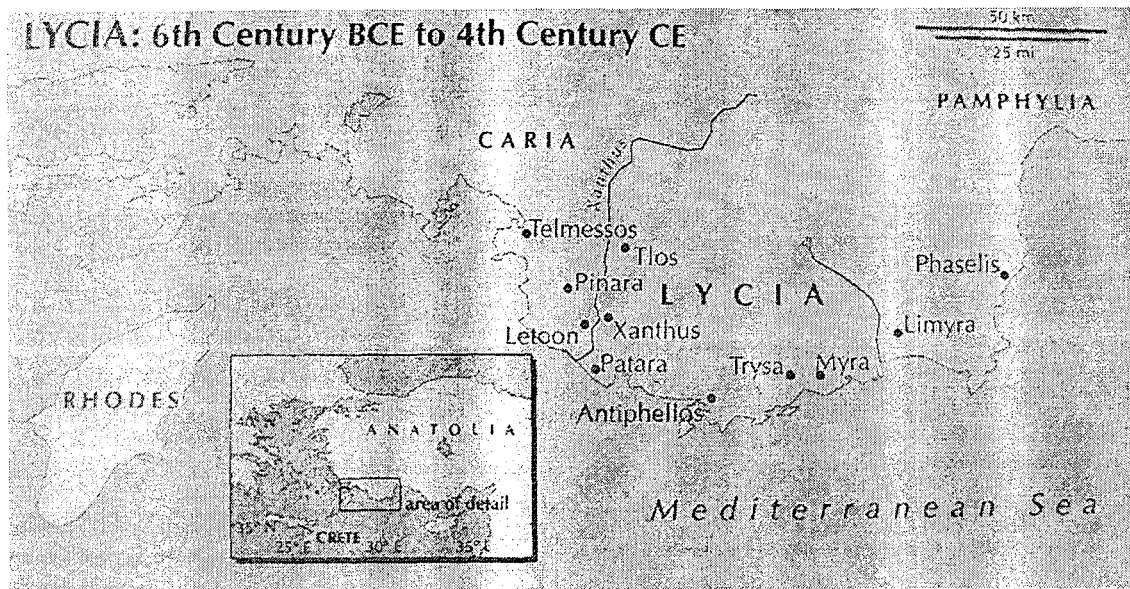 LYCIA: 6th Century BCE to 4th Century CE
50 km
25 mi
PAMPHYLIA
CARIA
Xanthus
Telmessos
Tlos
Phaselis
Pinara
LYCIA
Letoon
Xanthus
Limyra
Patara
Trysa
Myra
RHODES
Antiphellos
ANATOLIA
area of detail
Mediterranean Sea
40°
35°
CRETE
25° E
30° E
35° E